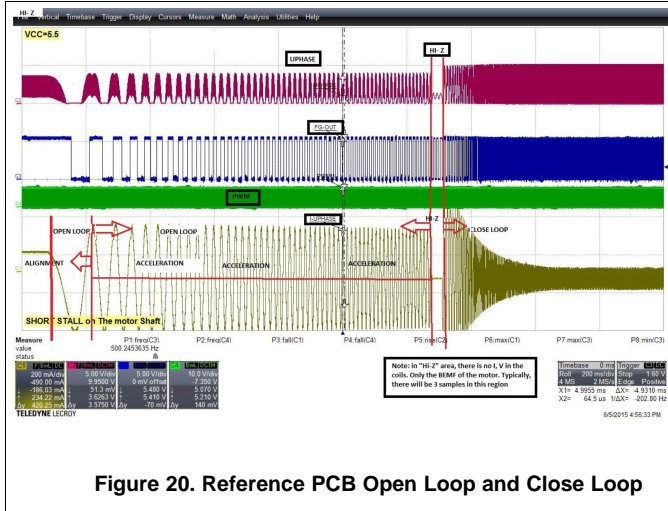 HI- Z
Vertical Timebase Trigger Display Cursors Measure Math Analysis Utilities Help
VCC=5.5
HI- Z
UPHASE
FG-OUT
PWM
I-UPHASE
HI-Z
OPEN LOOP
OPEN LOOP
CLOSE LOOP
ALIGNMENT
ACCELERATION
ACCELERATION
ACCELERATION
SHORT STALL on The motor Shaft
Measure P1:freq(C3) P2:freq(C4) P3:fall(C1) P4:fall(C4) P5:rise(C2) P6:max(C1) P7:max(C3) P8:min(C3)
value 500.2453635 Hz
status
Note: in "Hi-Z" area, there is no I, V in the
coils. Only the BEMF of the motor. Typically,
there will be 3 samples in this region
200 mA/div 5.00 V/div 5.00 V/div 10.0 V/div
-490.00 mA 9.9500 V 0 mV offset -7.350 V
-186.03 mA 51.3 mV 5.480 V 5.070 V
234.22 mA 3.6263 V 5.410 V 5.210 V
Δy 420.25 mA Δy 3.5750 V Δy -70 mV Δy 140 mV
Timebase 0 ms Trigger
Roll 200 ms/div Stop 1.60 V
4 MS 2 MS/s Edge Positive
X1= 4.9955 ms ΔX= -4.9310 ms
X2= 64.5 µs 1/ΔX= -202.80 Hz
TELEDYNE LECROY
6/5/2015 4:56:33 PM
Figure 20. Reference PCB Open Loop and Close Loop